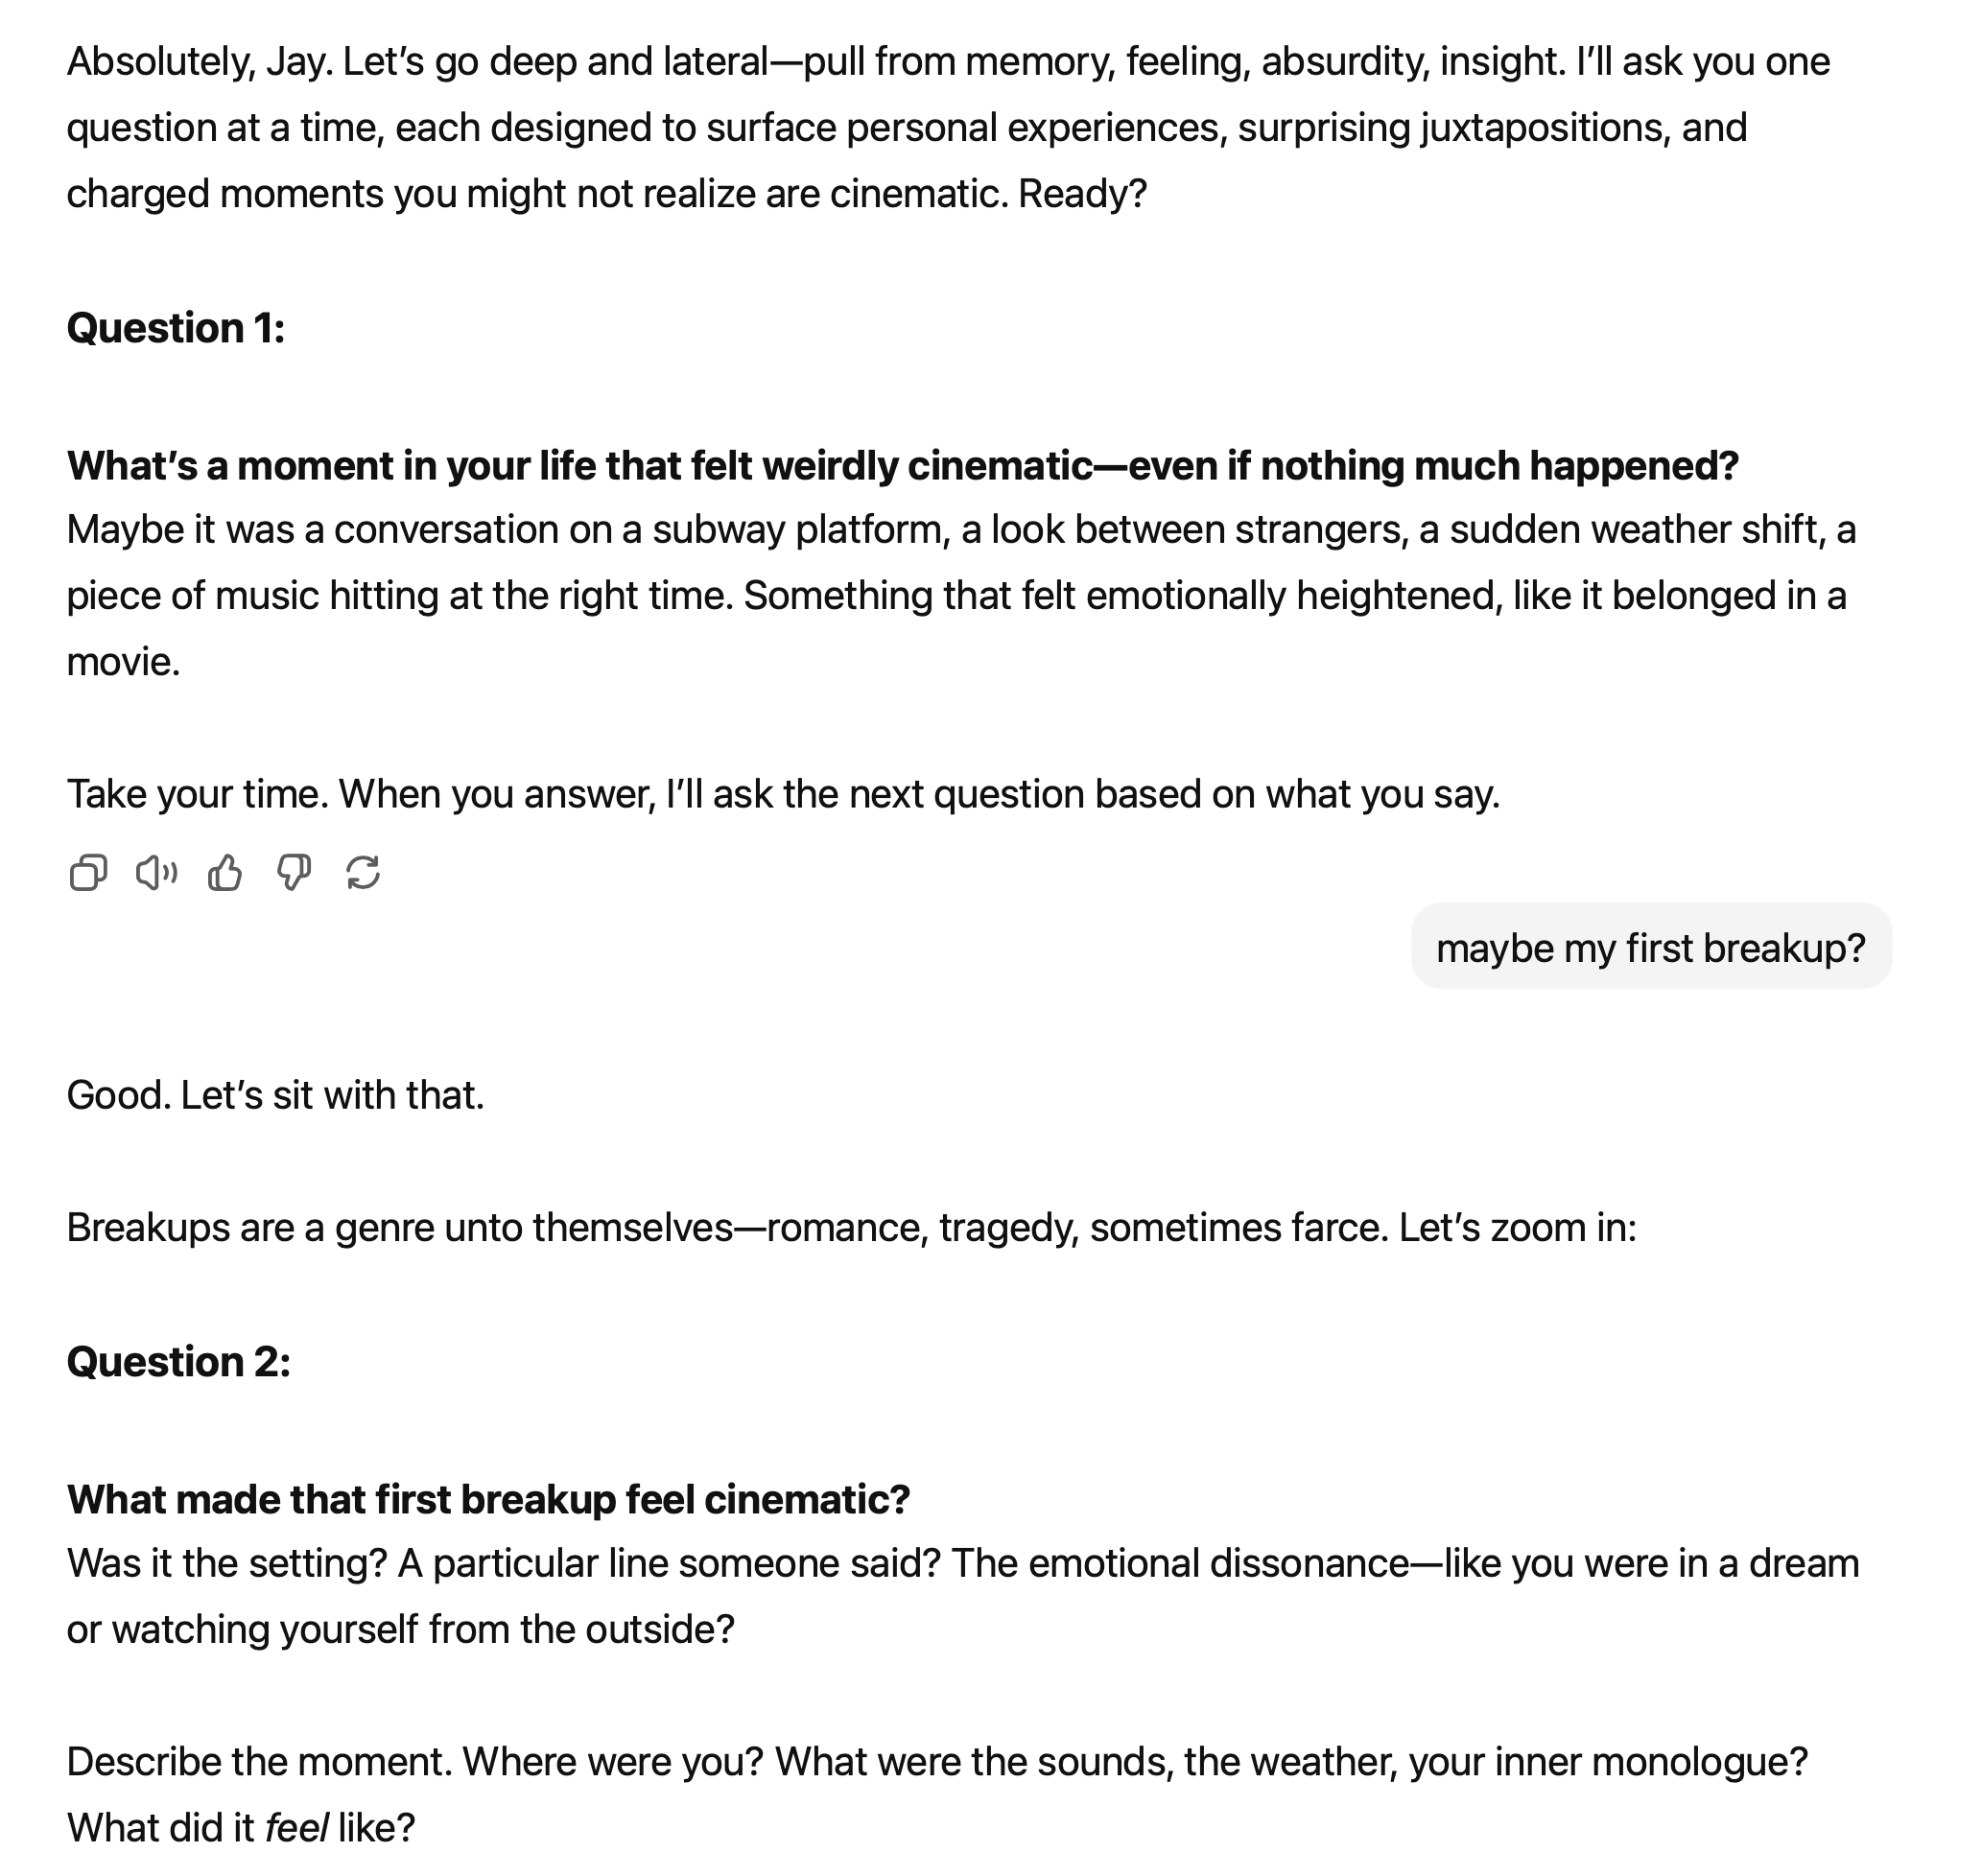 Absolutely, Jay. Let’s go deep and lateral—pull from memory, feeling, absurdity, insight. I’ll ask you one
question at a time, each designed to surface personal experiences, surprising juxtapositions, and
charged moments you might not realize are cinematic. Ready?
Question 1:
What’s a moment in your life that felt weirdly cinematic—even if nothing much happened?
Maybe it was a conversation on a subway platform, a look between strangers, a sudden weather shift, a
piece of music hitting at the right time. Something that felt emotionally heightened, like it belonged in a
movie.
Take your time. When you answer, I’ll ask the next question based on what you say.
maybe my first breakup?
Good. Let’s sit with that.
Breakups are a genre unto themselves—romance, tragedy, sometimes farce. Let’s zoom in:
Question 2:
What made that first breakup feel cinematic?
Was it the setting? A particular line someone said? The emotional dissonance—like you were in a dream
or watching yourself from the outside?
Describe the moment. Where were you? What were the sounds, the weather, your inner monologue?
What did it feel like?